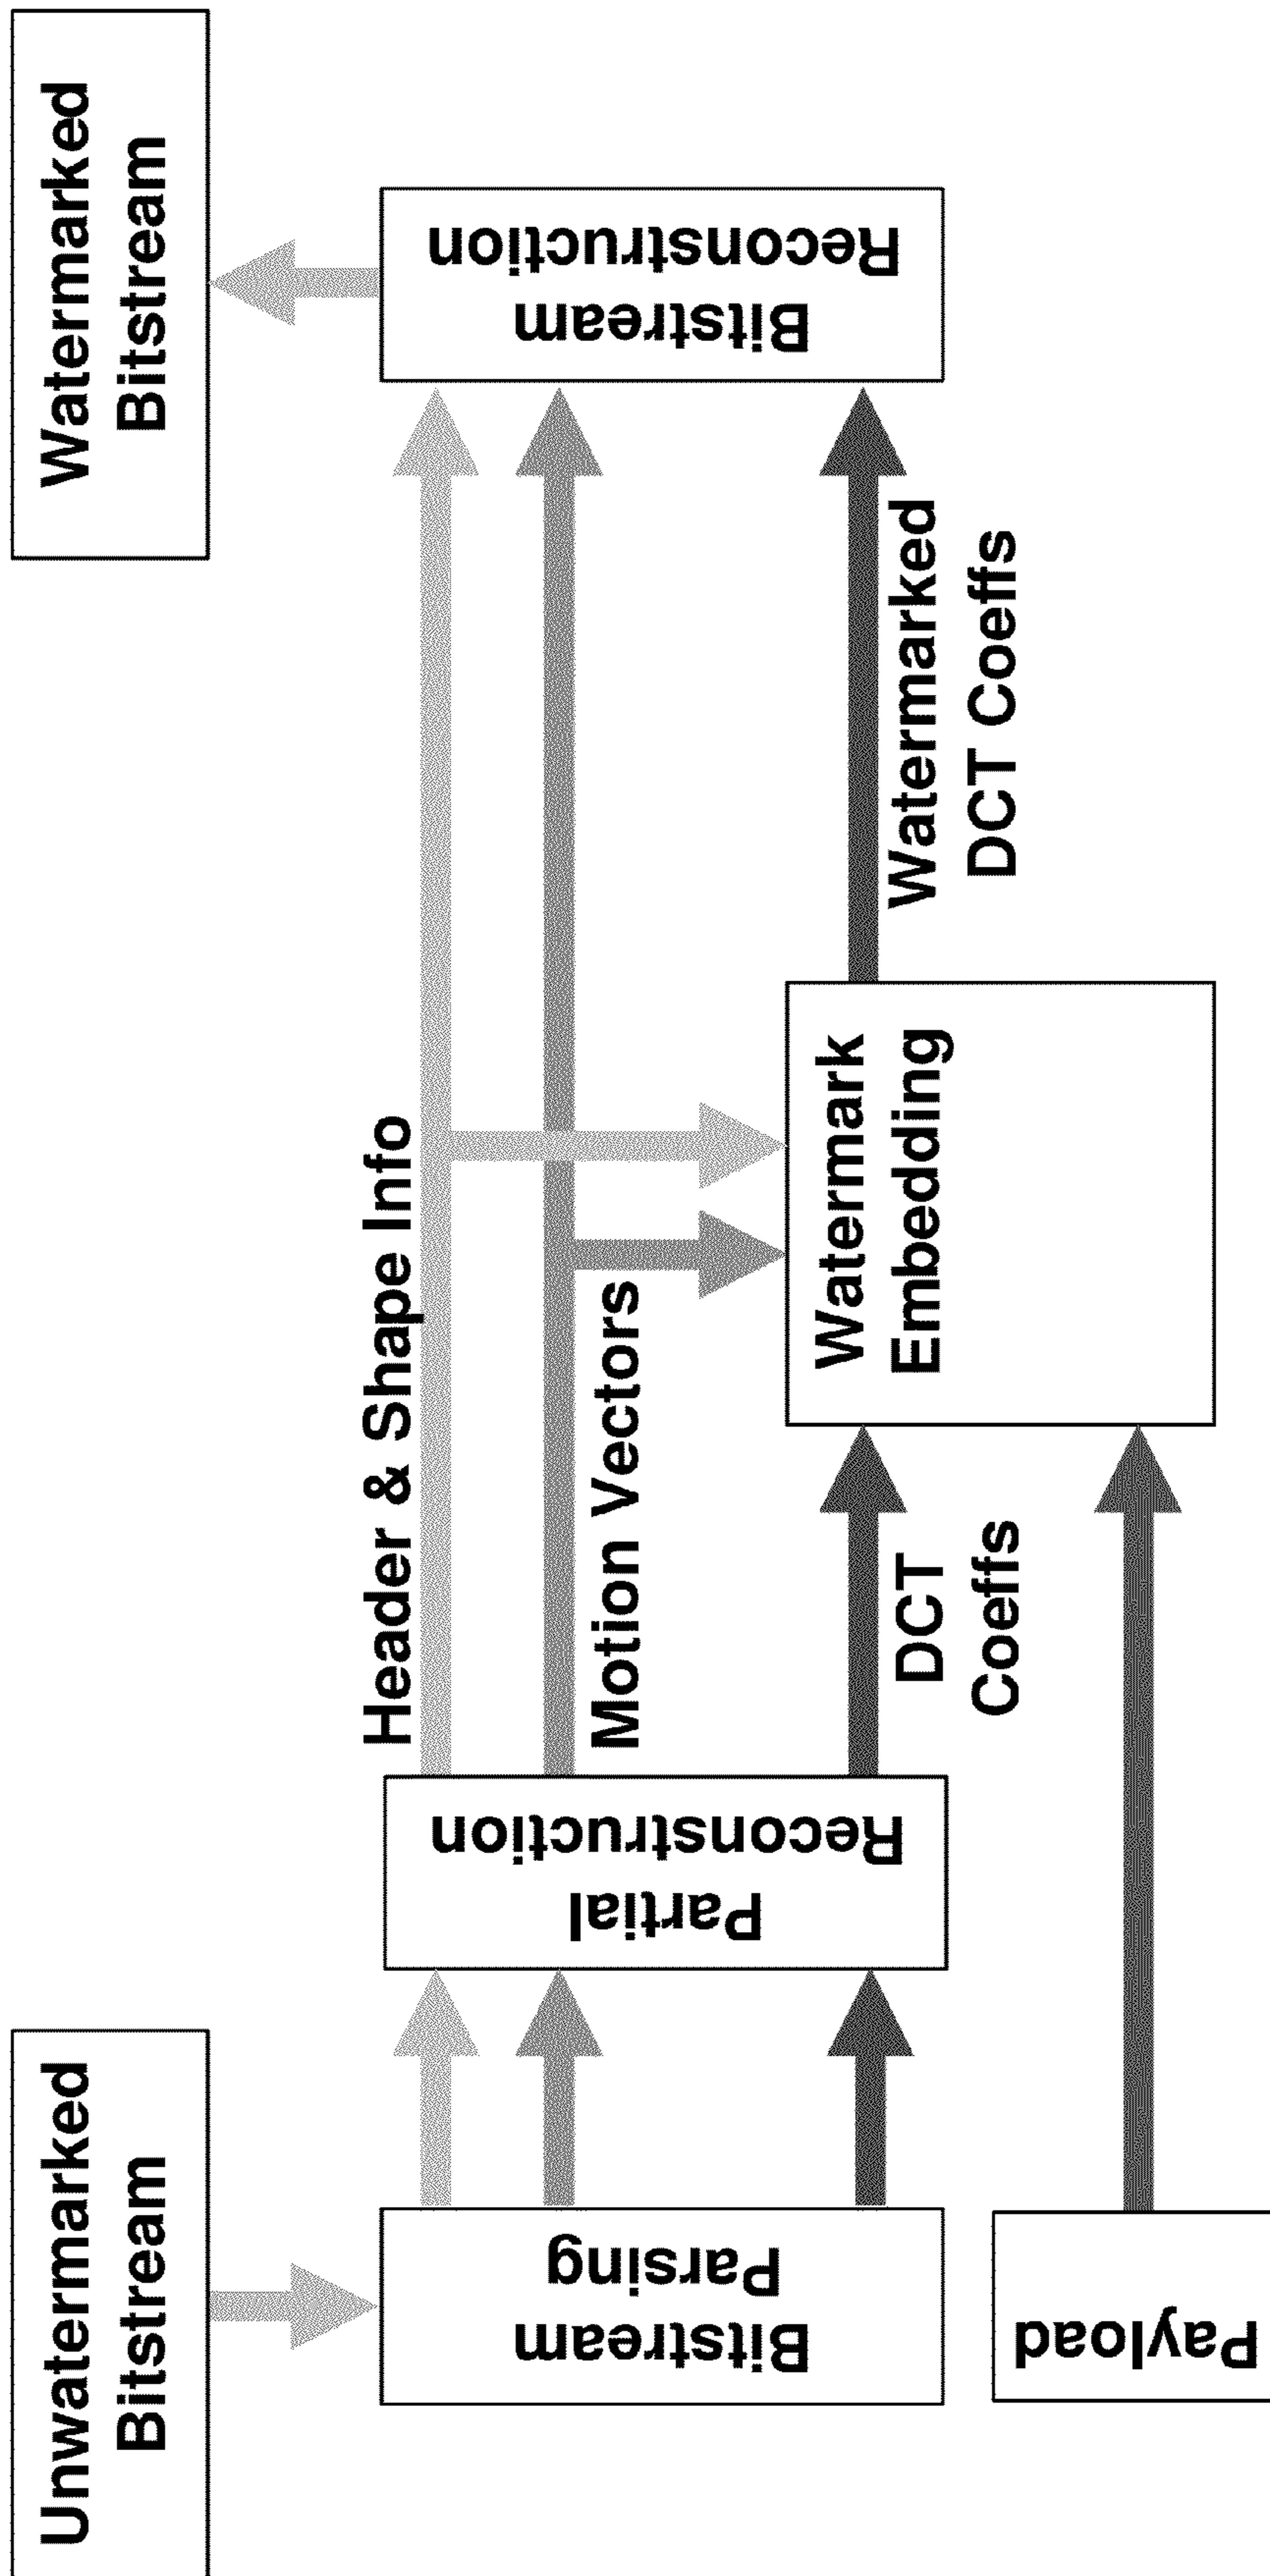 Unwatermarked
Bitstream
Watermarked
Bitstream
Header & Shape Info
Bitstream
Parsing
Partial
Reconstruction
Motion Vectors
Bitstream
Reconstruction
Watermark
Embedding
DCT
Coeffs
Watermarked
DCT Coeffs
Payload